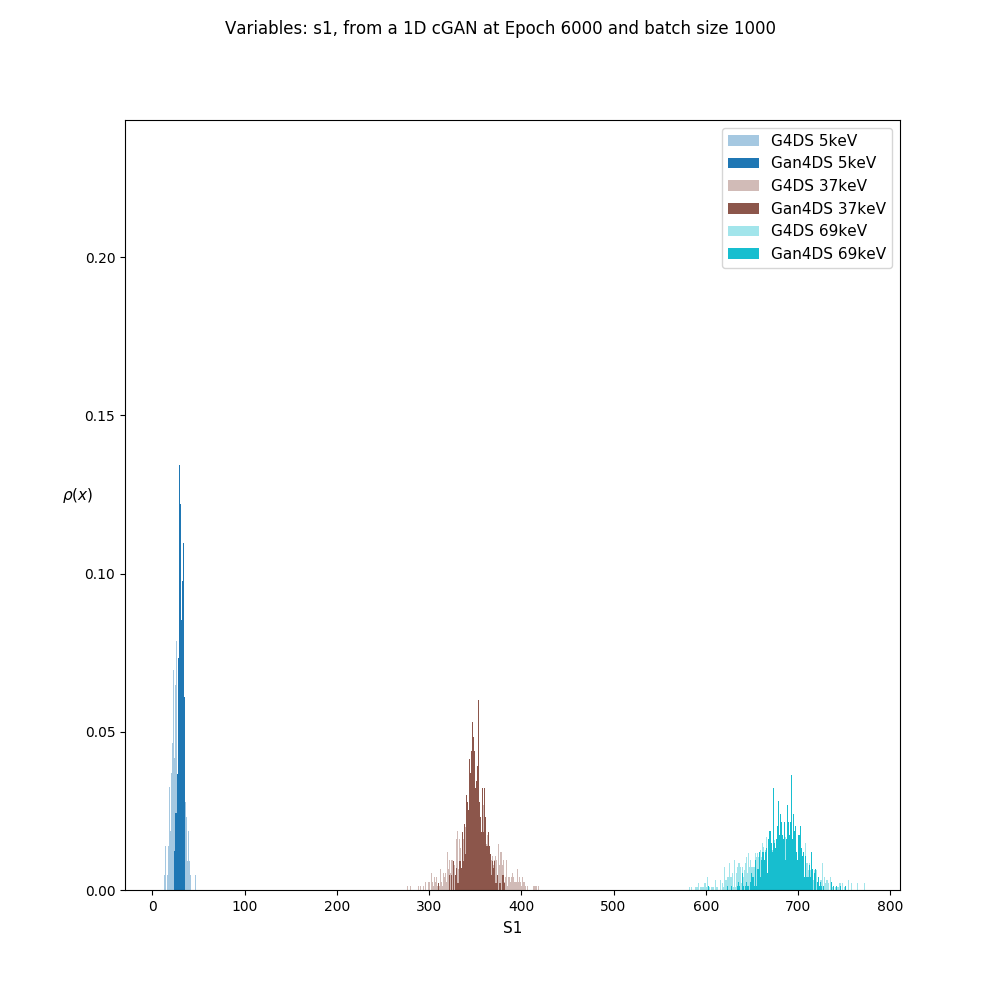 Variables: s1, from a 1D cGAN at Epoch 6000 and batch size 1000
G4DS 5keV
Gan4DS 5keV
G4DS 37keV
Gan4DS 37keV
G4DS 69keV
Gan4DS 69keV
0.20
0.15
ρ(x)
0.10
0.05
0.00
0 100 200 300 400 500 600 700 800
S1